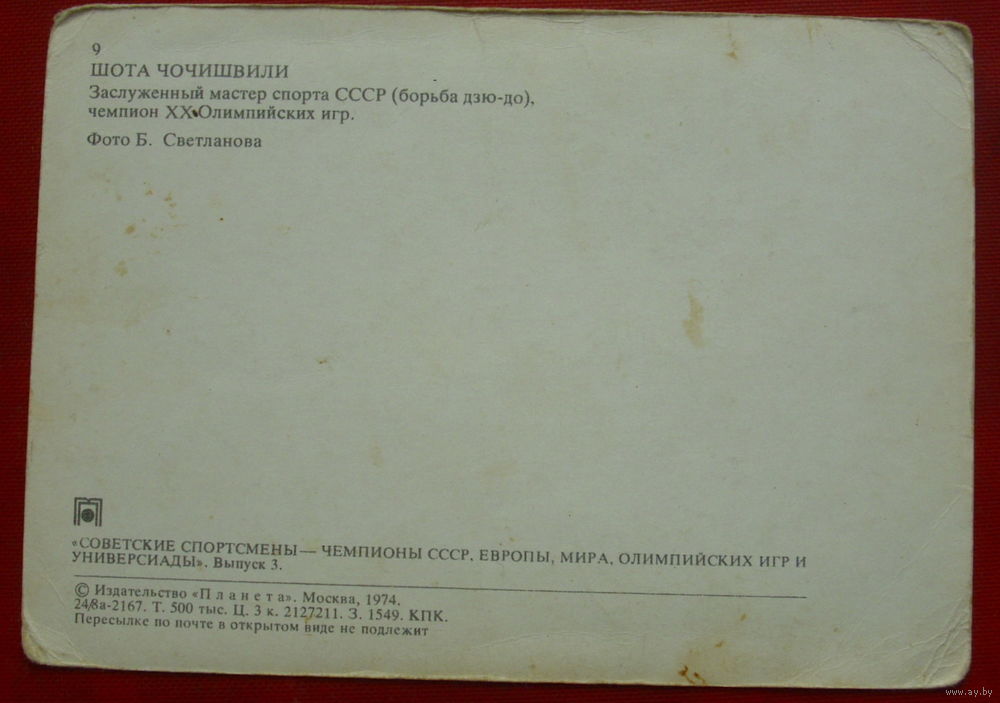 9
ШОТА ЧОЧИШВИЛИ
Заслуженный мастер спорта СССР (борьба дзю-до),
чемпион XX Олимпийских игр.
Фото Б. Светланова
«СОВЕТСКИЕ СПОРТСМЕНЫ — ЧЕМПИОНЫ СССР, ЕВРОПЫ, МИРА, ОЛИМПИЙСКИХ ИГР И
УНИВЕРСИАДЫ». Выпуск 3.
© Издательство «Планета». Москва, 1974.
24/8а-2167. Т. 500 тыс. Ц. 3 к. 2127211. З. 1549. КПК.
Пересылке по почте в открытом виде не подлежит
www.ay.by